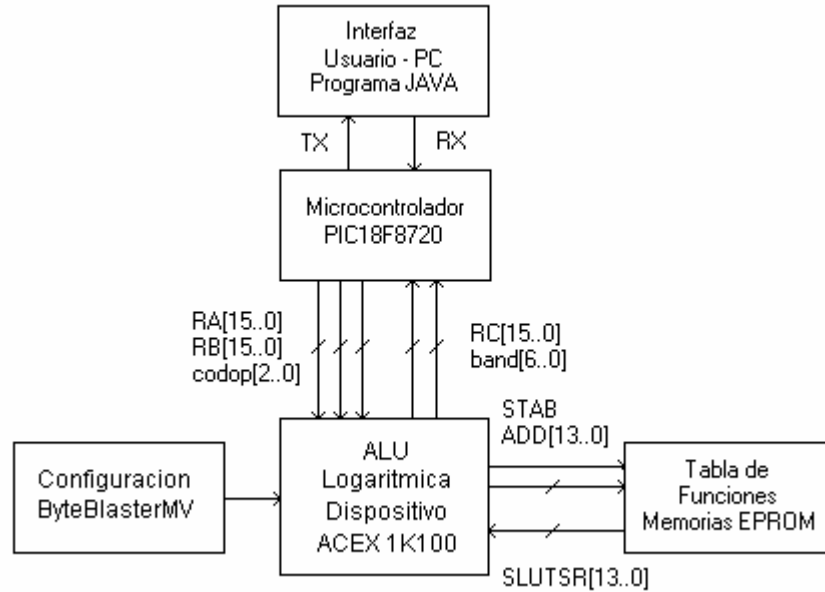 Interfaz
Usuario - PC
Programa JAVA
TX
RX
Microcontrolador
PIC18F8720
RA[15..0]
RB[15..0]
codop[2..0]
RC[15..0]
band[6..0]
STAB
ADD[13..0]
Configuracion
ByteBlasterMV
ALU
Logaritmica
Dispositivo
ACEX 1K100
Tabla de
Funciones
Memorias EPROM
SLUTSR[13..0]